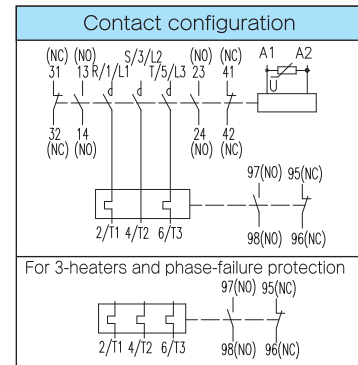 Contact configuration
S/3/L2
(NC) (NO) (NO) (NC) A1 A2
31 13 R/1/L1 T/5/L3 23 41
U
32 14 24 42
(NC) (NO) (NO) (NC)
97(NO) 95(NC)
2/T1 4/T2 6/T3
98(NO) 96(NC)
For 3-heaters and phase-failure protection
97(NO) 95(NC)
2/T1 4/T2 6/T3 98(NO) 96(NC)